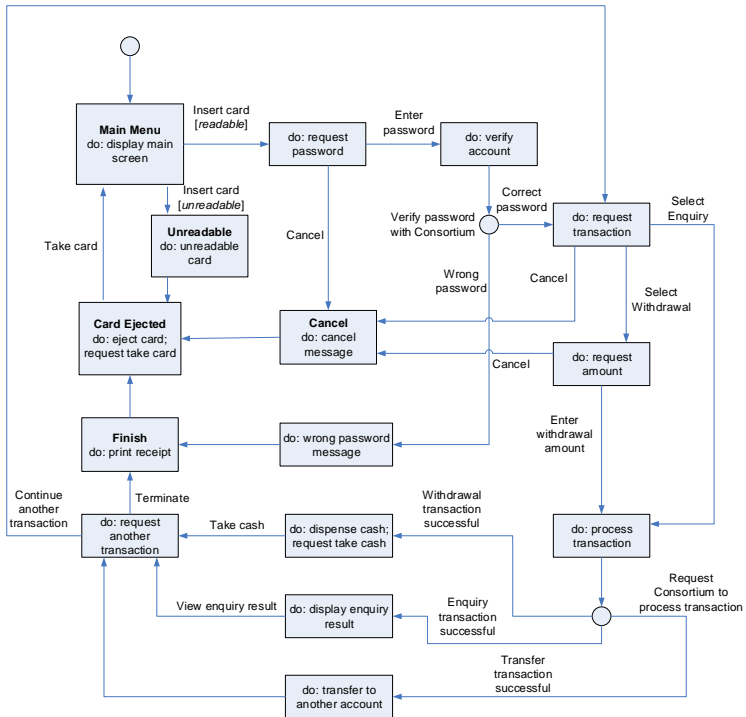 Main Menu
do: display main
screen
Insert card
[readable]
do: request
password
Enter
password
do: verify
account
Insert card
[unreadable]
Unreadable
do: unreadable
card
Take card
Cancel
Verify password
with Consortium
Correct
password
do: request
transaction
Select
Enquiry
Wrong
password
Cancel
Select
Withdrawal
Card Ejected
do: eject card;
request take card
Cancel
do: cancel
message
do: request
amount
Cancel
Enter
withdrawal
amount
Finish
do: print receipt
do: wrong password
message
Continue
another
transaction
Terminate
do: request
another
transaction
Take cash
do: dispense cash;
request take cash
Withdrawal
transaction
successful
do: process
transaction
Request
Consortium to
process transaction
View enquiry result
do: display enquiry
result
Enquiry
transaction
successful
Transfer
transaction
successful
do: transfer to
another account